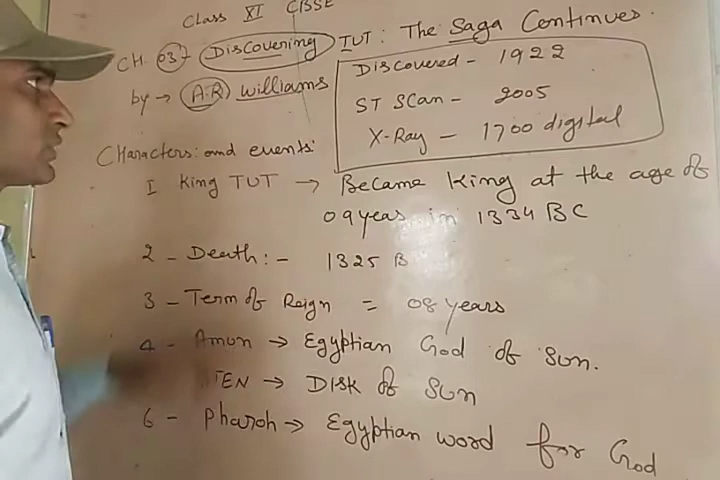 Class XI CBSE
CH. 03:- Discovering TUT: The Saga Continues.
by → A.R. Williams
Discovered - 1922
ST SCan - 2005
X-Ray - 1700 digital
CHaracters: and events:
I King TUT → Became King at the age of
09 years in 1334 BC
2 - Death:- 1325 B
3 - Term of Reign = 08 years
4 - Amun → Egyptian God of Sun.
TEN → DISK of SUN
6 - Pharoh → Egyptian word for God